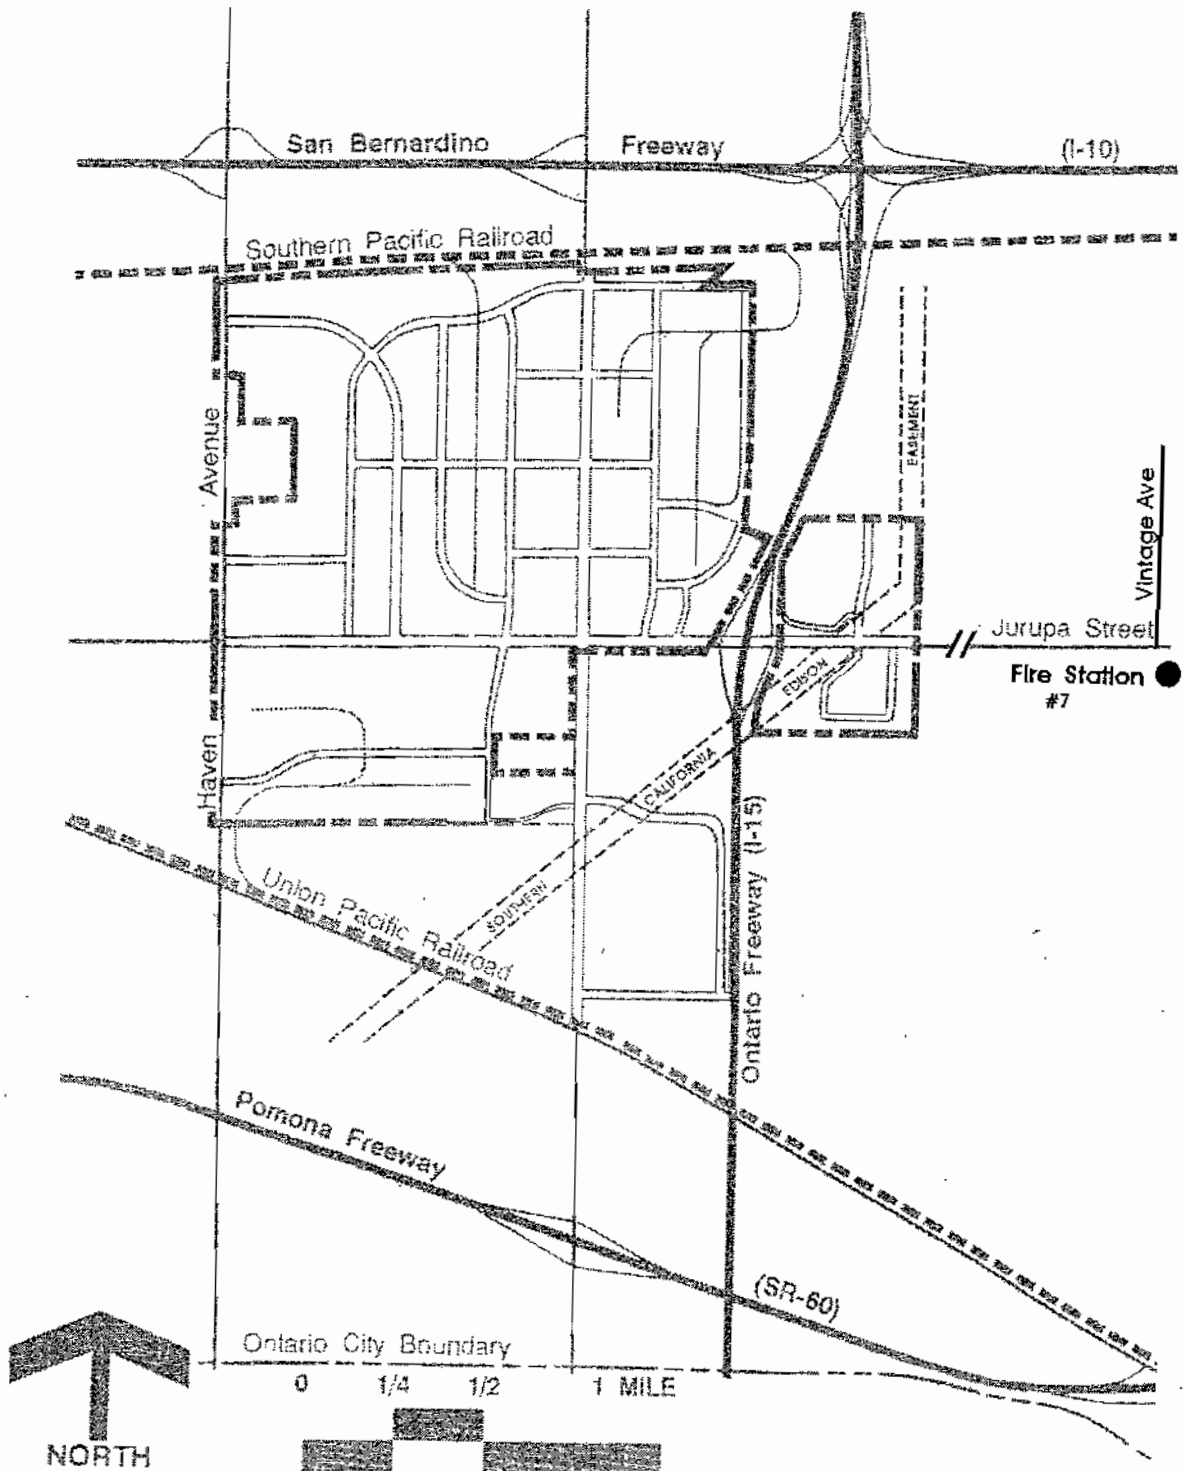 San Bernardino Freeway (I-10)
Southern Pacific Railroad
Avenue
Haven
EASEMENT
Vintage Ave
Jurupa Street
Fire Station
#7
EDISON
CALIFORNIA
SOUTHERN
Ontario Freeway (I-15)
Union Pacific Railroad
Pomona Freeway
(SR-60)
Ontario City Boundary
0 1/4 1/2 1 MILE
NORTH